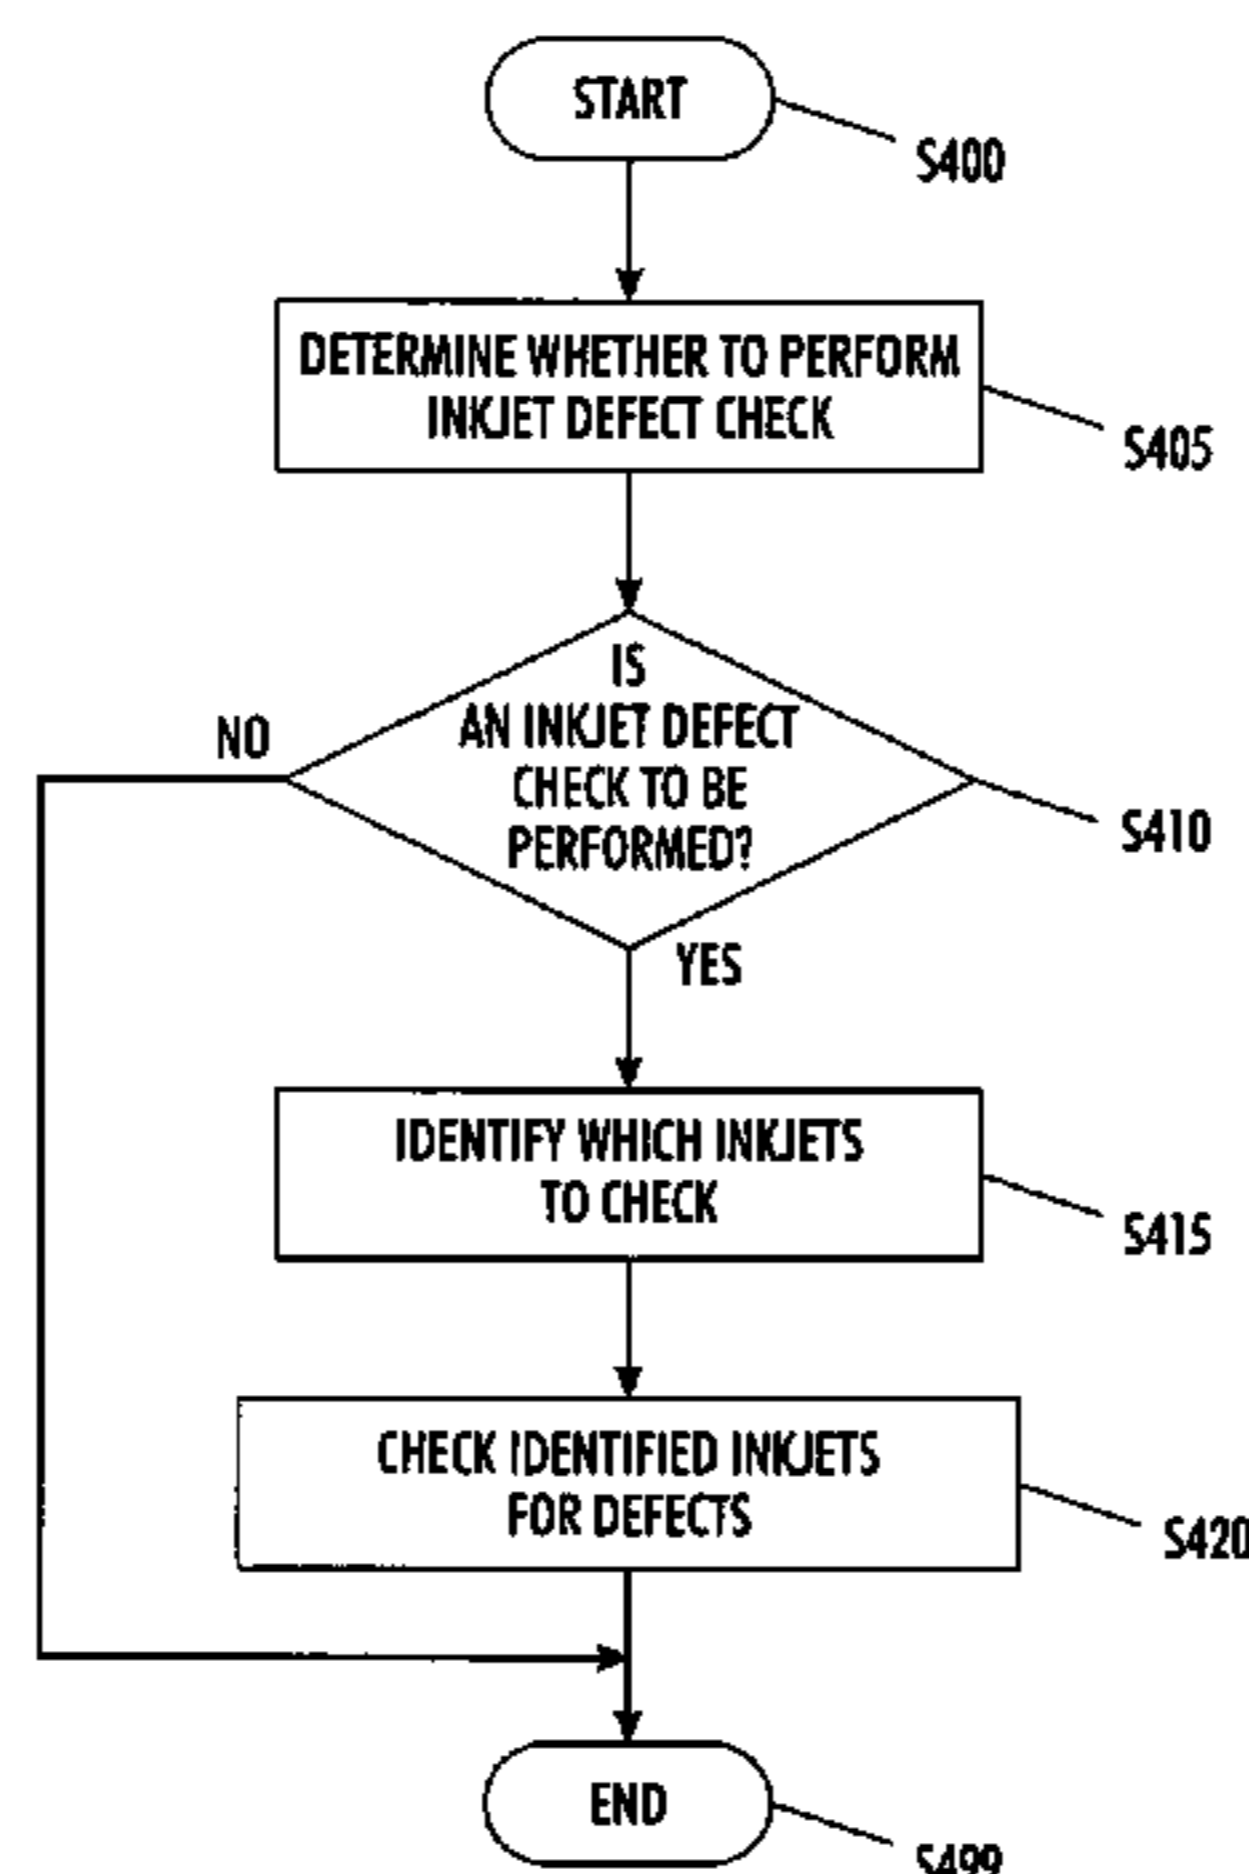 START
S400
DETERMINE WHETHER TO PERFORM
INKJET DEFECT CHECK
S405
IS
AN INKJET DEFECT
CHECK TO BE
PERFORMED?
NO
S410
YES
IDENTIFY WHICH INKJETS
TO CHECK
S415
CHECK IDENTIFIED INKJETS
FOR DEFECTS
S420
END
S499